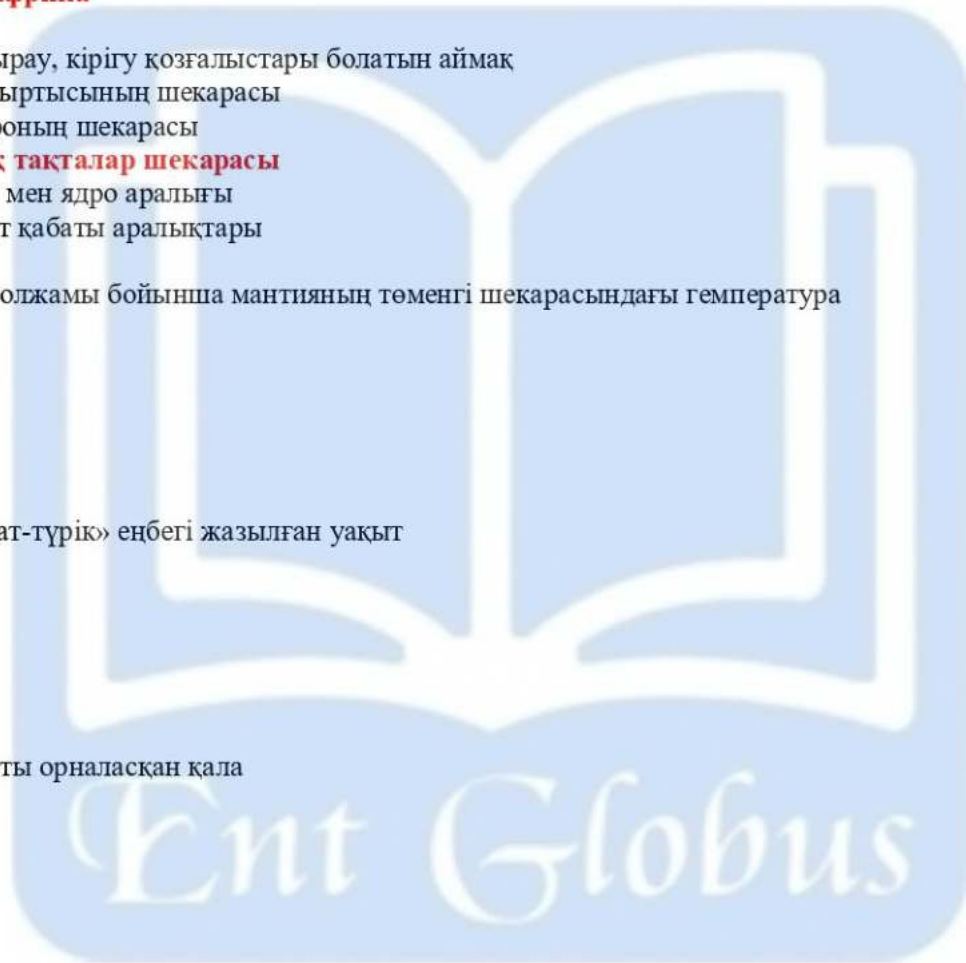 ырау, кірігу қозғалыстары болатын аймақ
ыртысының шекарасы
роның шекарасы
қ тақталар шекарасы
мен ядро аралығы
т қабаты аралықтары
олжамы бойынша мантияның төменгі шекарасындағы гемпература
ат-түрік» еңбегі жазылған уақыт
ты орналасқан қала
Ent Globus